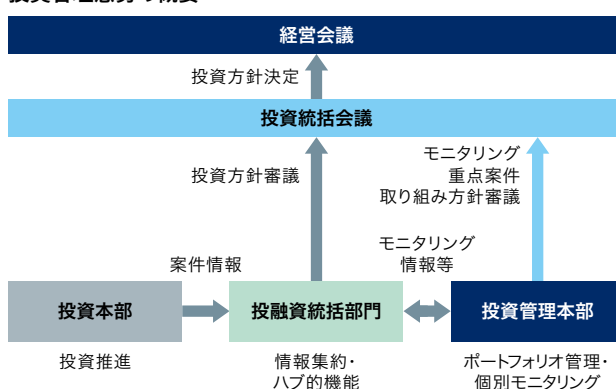 経営会議
投資方針決定
投資統括会議
投資方針審議
モニタリング
重点案件
取り組み方針審議
案件情報
モニタリング
情報等
投資本部
投融資統括部門
投資管理本部
投資推進
情報集約・
ハブ的機能
ポートフォリオ管理・
個別モニタリング